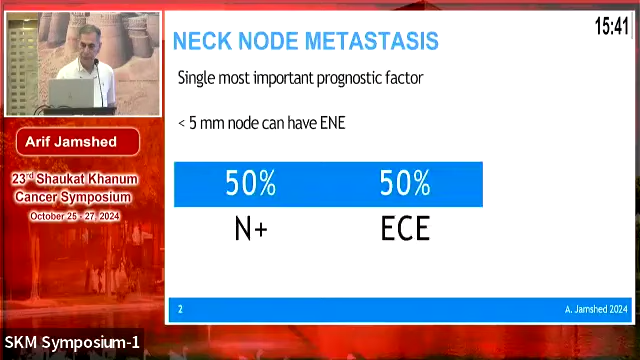 15:41
NECK NODE METASTASIS
Single most important prognostic factor
< 5 mm node can have ENE
50% 50%
N+ ECE
2 A. Jamshed 2024
Arif Jamshed
23rd Shaukat Khanum
Cancer Symposium
October 25 - 27, 2024
SKM Symposium-1